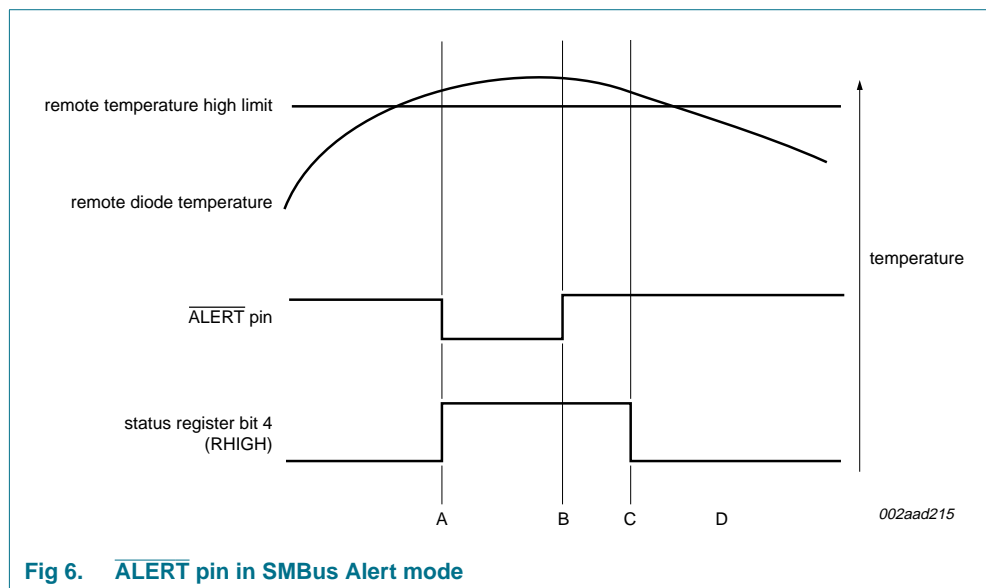 remote temperature high limit
remote diode temperature
temperature
ALERT pin
status register bit 4
(RHIGH)
A B C D
002aad215
Fig 6. ALERT pin in SMBus Alert mode